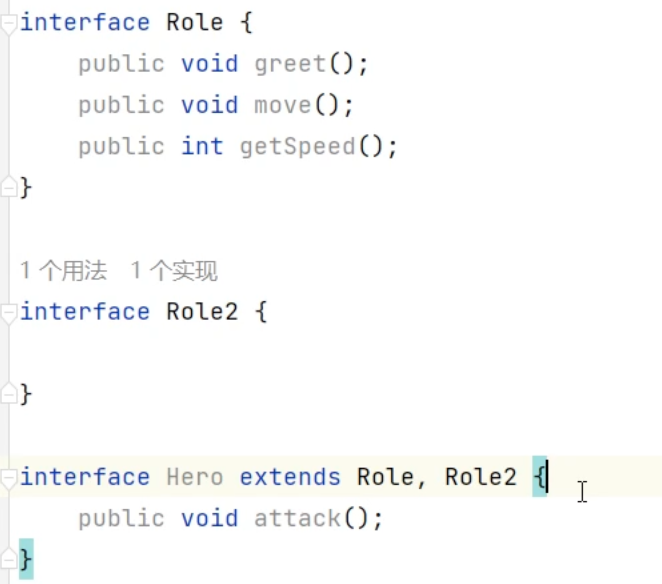 interface Role {
    public void greet();
    public void move();
    public int getSpeed();
}
1 个用法   1 个实现
interface Role2 {
}
interface Hero extends Role, Role2 {
    public void attack();
}